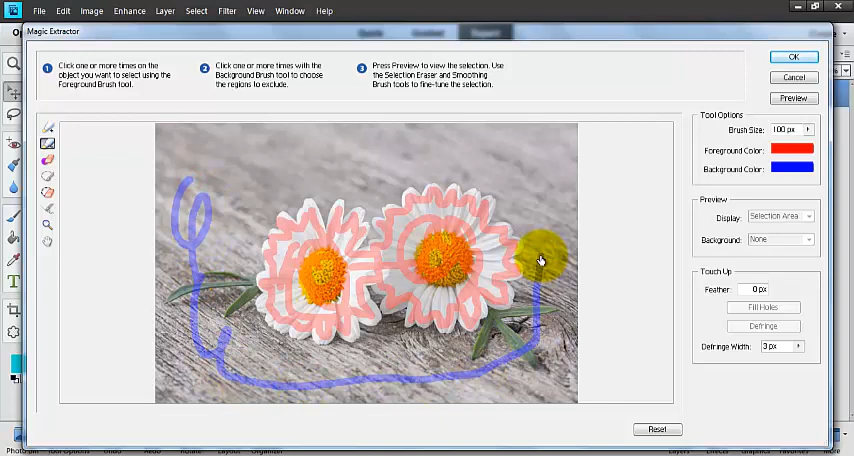 File Edit Image Enhance Layer Select Filter View Window Help
Magic Extractor
1 Click one or more times on the
object you want to select using the
Foreground Brush tool.
2 Click one or more times with the
Background Brush tool to choose
the regions to exclude.
3 Press Preview to view the selection. Use
the Selection Eraser and Smoothing
Brush tools to fine-tune the selection.
OK
Cancel
Preview
Tool Options
Brush Size: 100 px
Foreground Color:
Background Color:
Preview
Display: Selection Area
Background: None
Touch Up
Feather: 0 px
Fill Holes
Defringe
Defringe Width: 3 px
Reset
T